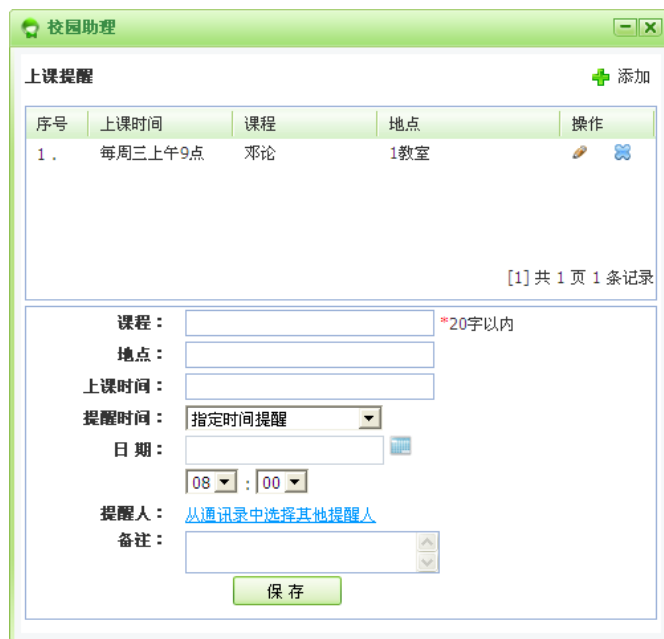 校园助理
上课提醒 添加
序号 上课时间 课程 地点 操作
1 . 每周三上午9点 邓论 1教室
[1] 共 1 页 1 条记录
课程： *20字以内
地点：
上课时间：
提醒时间： 指定时间提醒
日 期：
08 : 00
提醒人： 从通讯录中选择其他提醒人
备注：
保 存